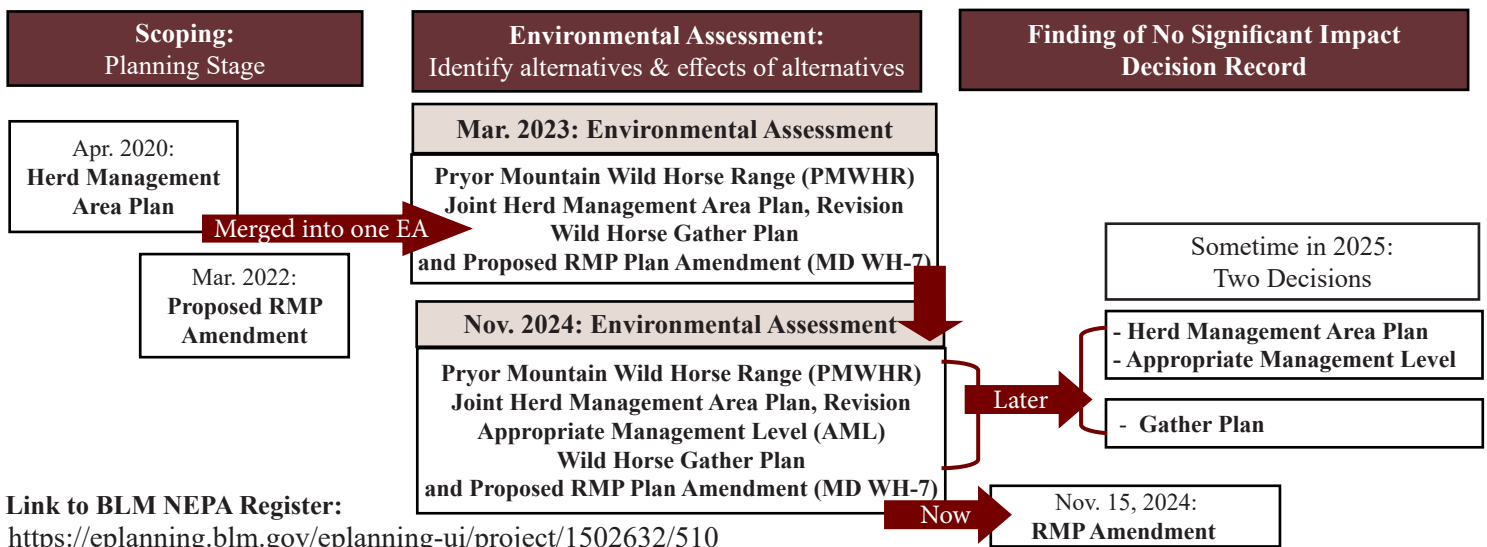 Scoping:
Planning Stage
Environmental Assessment:
Identify alternatives & effects of alternatives
Finding of No Significant Impact
Decision Record
Apr. 2020:
Herd Management
Area Plan
Merged into one EA
Mar. 2022:
Proposed RMP
Amendment
Mar. 2023: Environmental Assessment
Pryor Mountain Wild Horse Range (PMWHR)
Joint Herd Management Area Plan, Revision
Wild Horse Gather Plan
and Proposed RMP Plan Amendment (MD WH-7)
Nov. 2024: Environmental Assessment
Pryor Mountain Wild Horse Range (PMWHR)
Joint Herd Management Area Plan, Revision
Appropriate Management Level (AML)
Wild Horse Gather Plan
and Proposed RMP Plan Amendment (MD WH-7)
Later
Sometime in 2025:
Two Decisions
- Herd Management Area Plan
- Appropriate Management Level
- Gather Plan
Now
Nov. 15, 2024:
RMP Amendment
Link to BLM NEPA Register:
https://eplanning.blm.gov/eplanning-ui/project/1502632/510